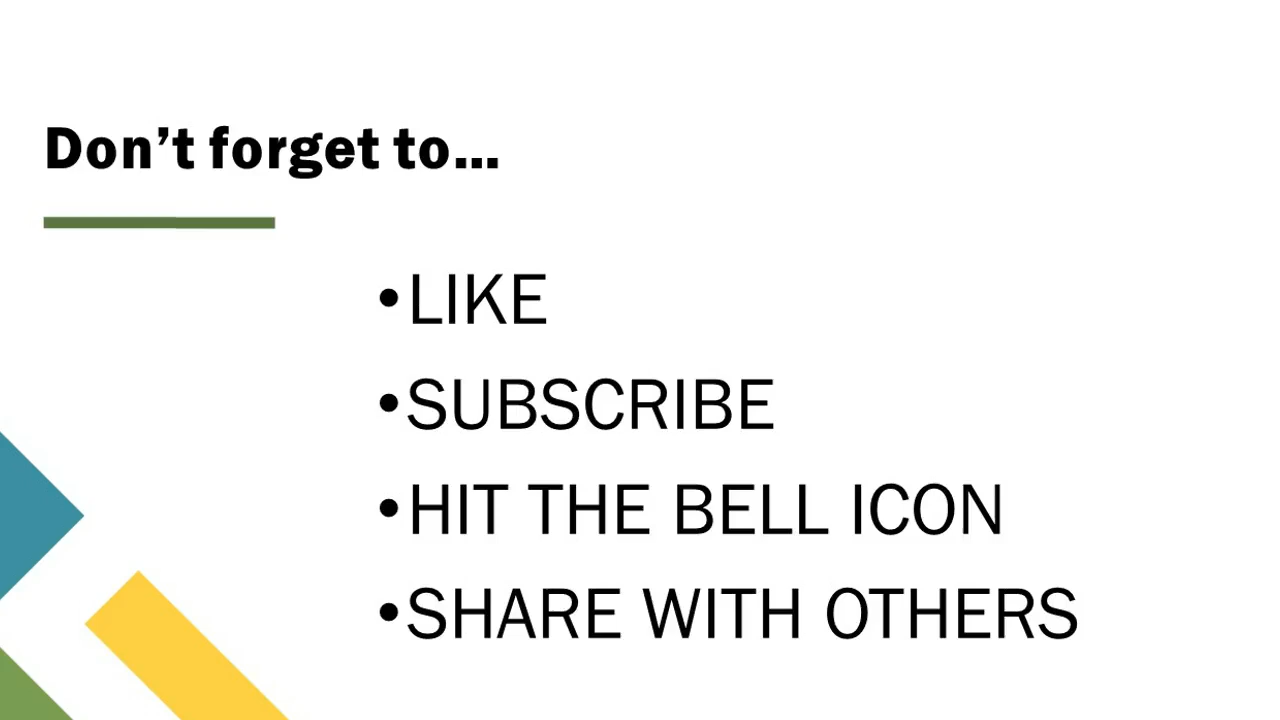 Don’t forget to…
•LIKE
•SUBSCRIBE
•HIT THE BELL ICON
•SHARE WITH OTHERS